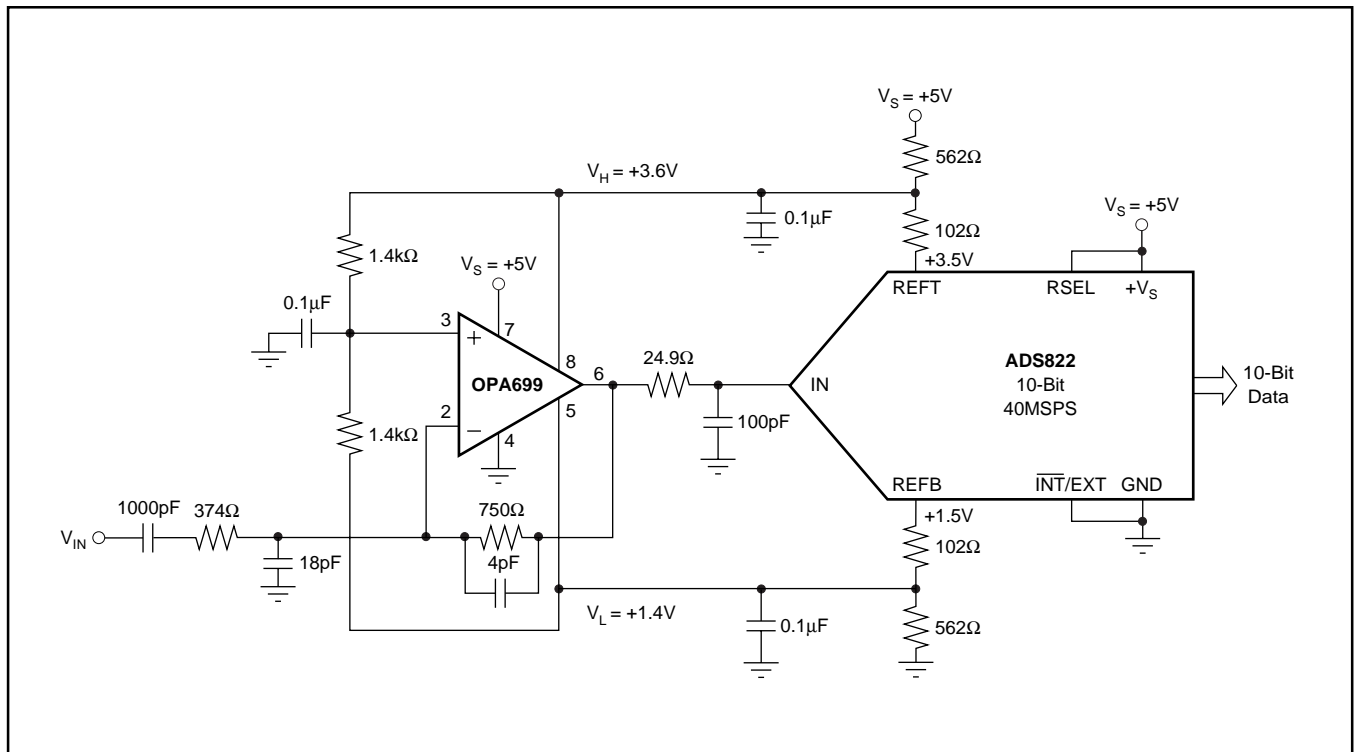 V_S = +5V
562Ω
V_H = +3.6V
0.1µF
102Ω
+3.5V
V_S = +5V
1.4kΩ
V_S = +5V
REFT
RSEL
+V_S
0.1µF
3
+
7
8
OPA699
6
24.9Ω
IN
ADS822
10-Bit
40MSPS
10-Bit
Data
2
−
5
4
100pF
1.4kΩ
REFB
INT/EXT
GND
+1.5V
1000pF
374Ω
750Ω
V_IN
18pF
4pF
102Ω
V_L = +1.4V
0.1µF
562Ω